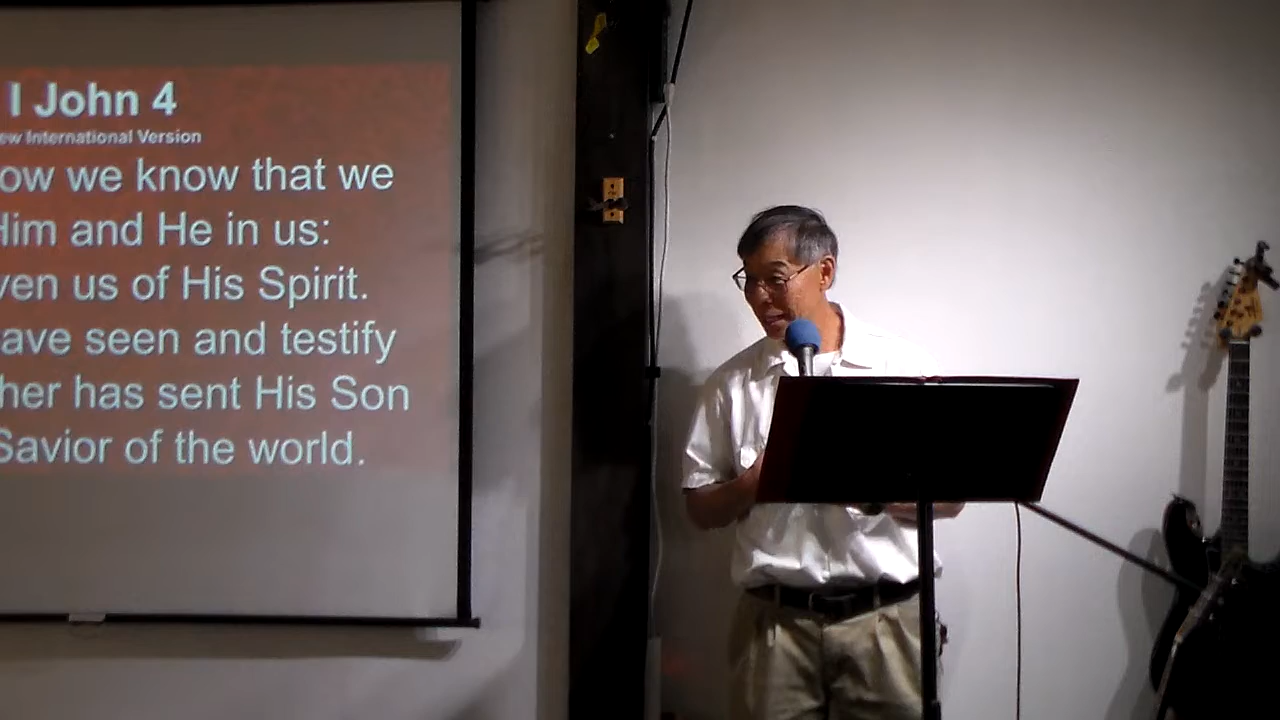 I John 4
ew International Version
ow we know that we
Him and He in us:
ven us of His Spirit.
ave seen and testify
her has sent His Son
Savior of the world.